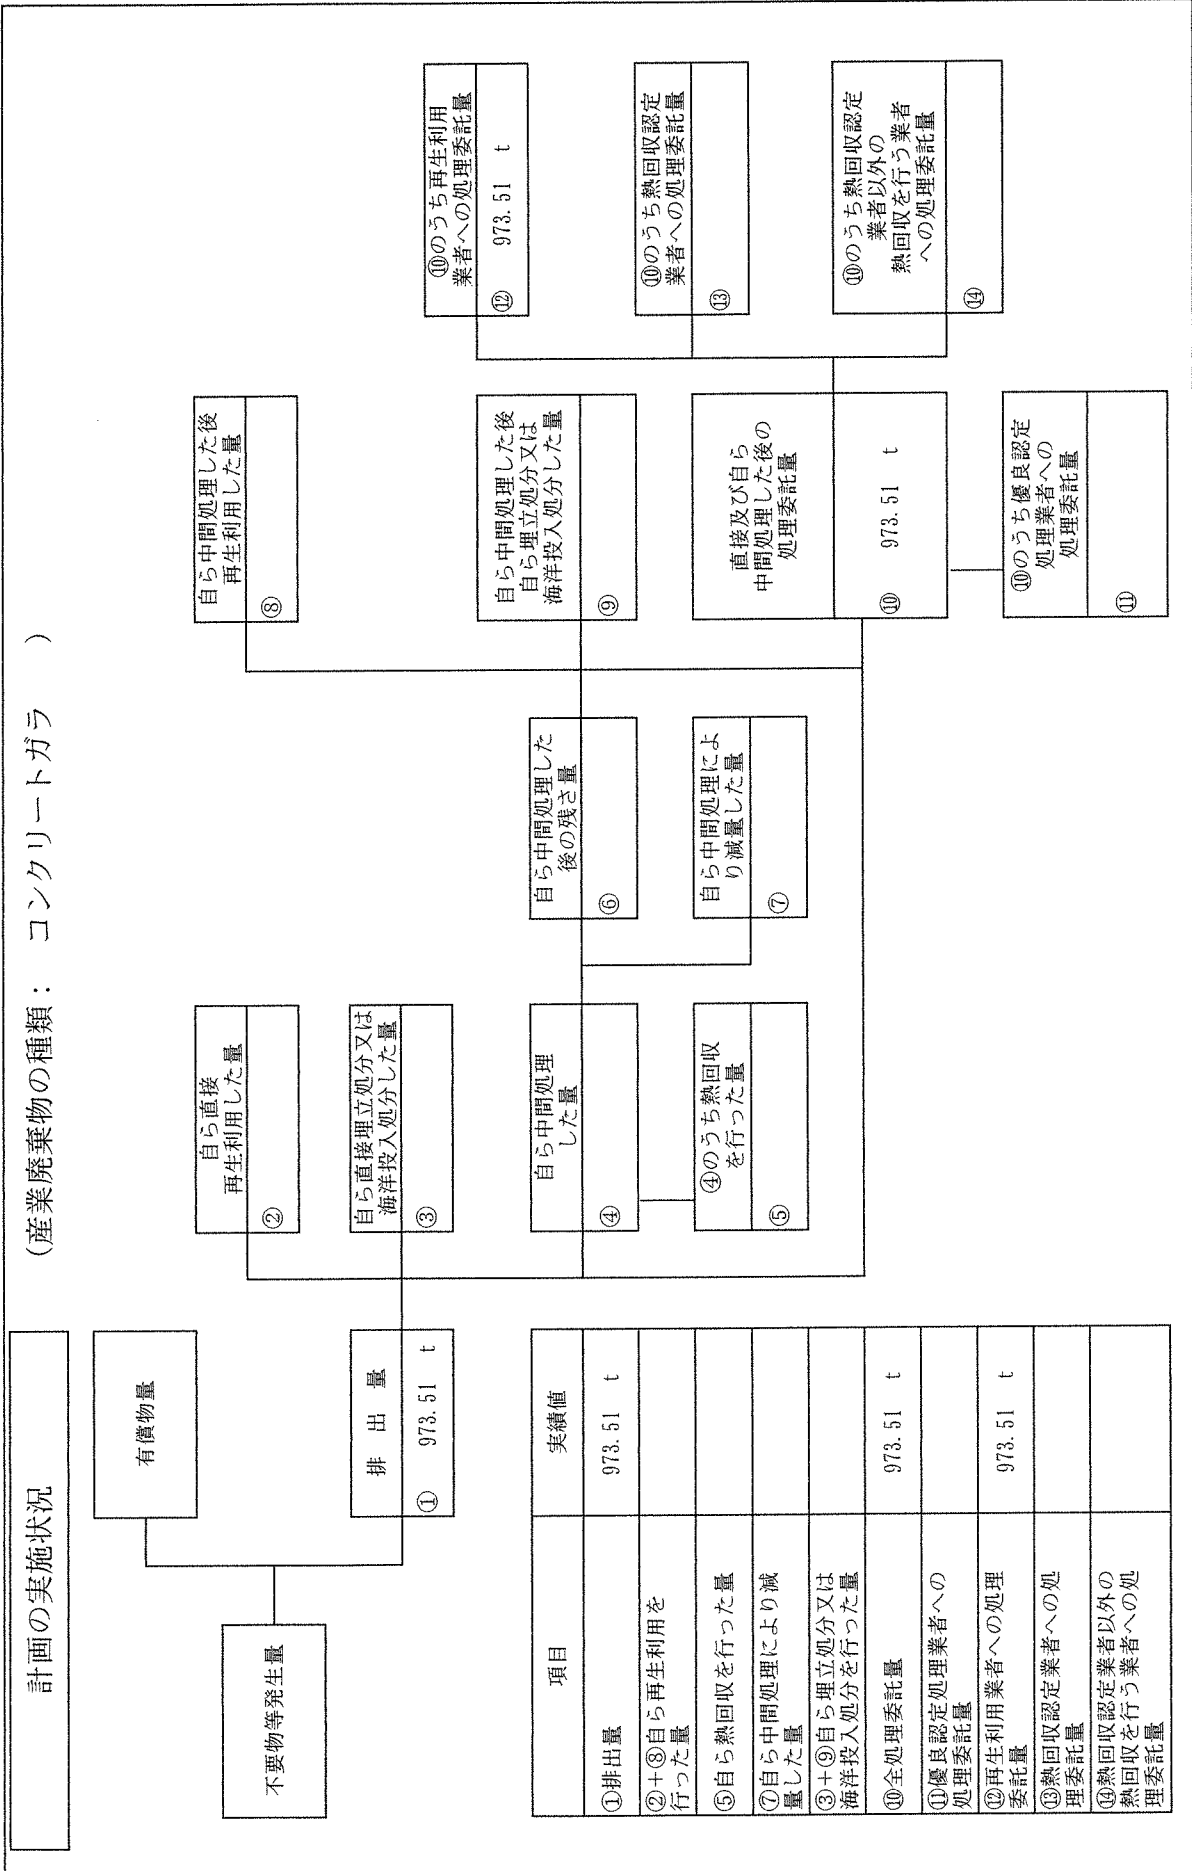 計画の実施状況
(産業廃棄物の種類： コンクリートガラ )
不要物等発生量
有償物量
排 出 量
① 973.51 t
自ら直接
再生利用した量
②
自ら直接埋立処分又は
海洋投入処分した量
③
自ら中間処理
した量
④
④のうち熱回収
を行った量
⑤
自ら中間処理した
後の残さ量
⑥
自ら中間処理によ
り減量した量
⑦
自ら中間処理した後
再生利用した量
⑧
自ら中間処理した後
自ら埋立処分又は
海洋投入処分した量
⑨
直接及び自ら
中間処理した後の
処理委託量
⑩ 973.51 t
⑩のうち優良認定
処理業者への
処理委託量
⑪
⑩のうち再生利用
業者への処理委託量
⑫ 973.51 t
⑩のうち熱回収認定
業者への処理委託量
⑬
⑩のうち熱回収認定
業者以外の
熱回収を行う業者
への処理委託量
⑭
項目 実績値
①排出量 973.51 t
②+⑧自ら再生利用を
行った量
⑤自ら熱回収を行った量
⑦自ら中間処理により減
量した量
③+⑨自ら埋立処分又は
海洋投入処分を行った量
⑩全処理委託量 973.51 t
⑪優良認定処理業者への
処理委託量
⑫再生利用業者への処理
委託量 973.51 t
⑬熱回収認定業者への処
理委託量
⑭熱回収認定業者以外の
熱回収を行う業者への処
理委託量